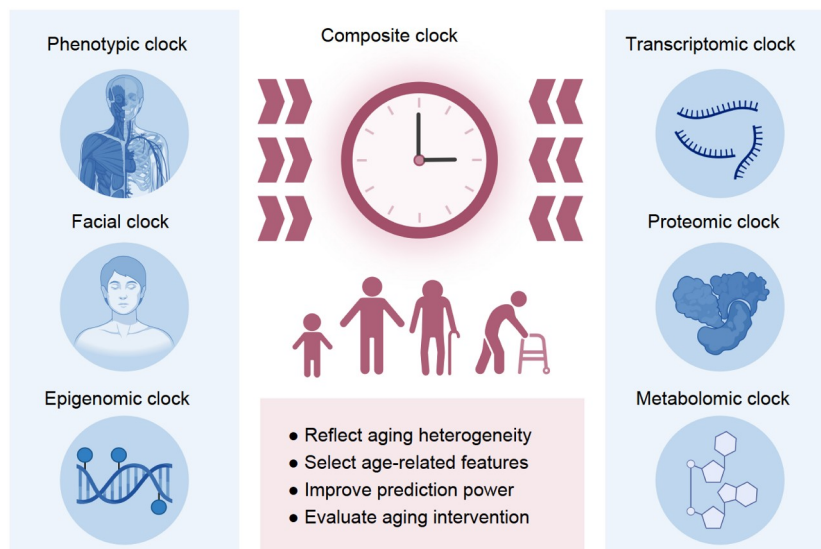 Phenotypic clock
Facial clock
Epigenomic clock
Composite clock
● Reflect aging heterogeneity
● Select age-related features
● Improve prediction power
● Evaluate aging intervention
Transcriptomic clock
Proteomic clock
Metabolomic clock